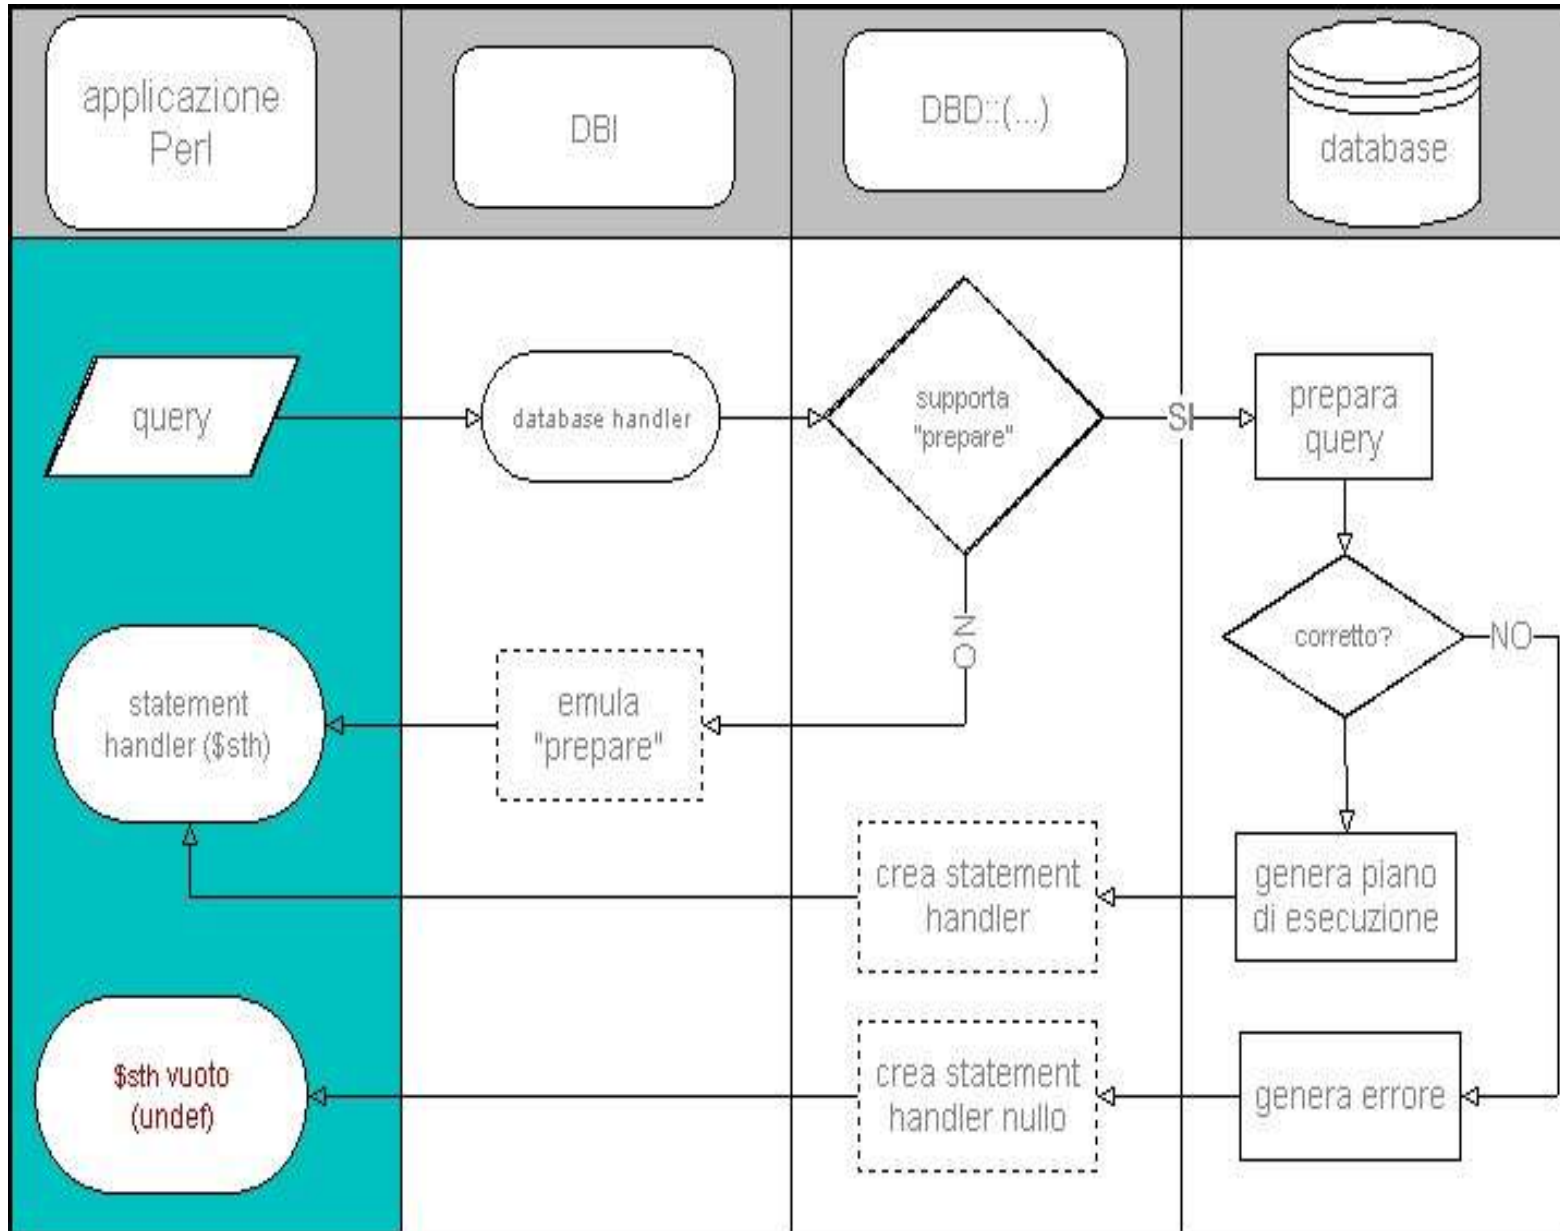 applicazione
Perl
DBI
DBD::(...)
database
query
database handler
supporta
"prepare"
SI
prepara
query
NO
corretto?
NO
statement
handler ($sth)
emula
"prepare"
crea statement
handler
genera piano
di esecuzione
$sth vuoto
(undef)
crea statement
handler nullo
genera errore